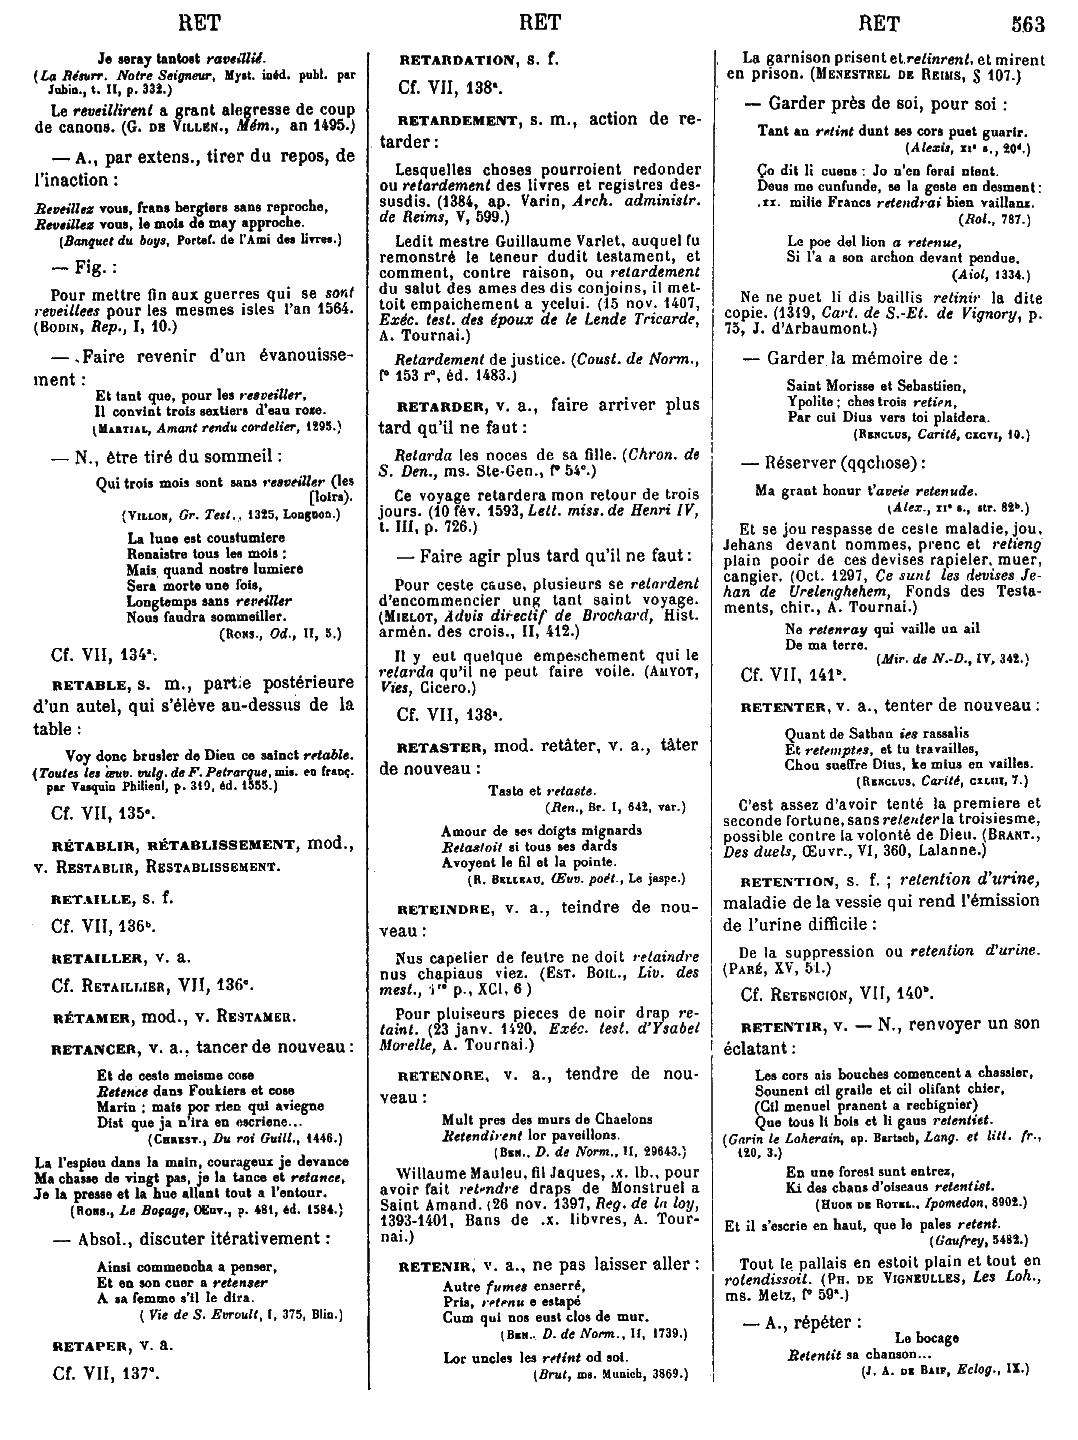 RET
RET
RET 563
Je seray tantost raveillié.
(La Résurr. Notre Seigneur, Myst. inéd. publ. par
Jubin., t. II, p. 332.)
Le reveillirent a grant alegresse de coup
de canons. (G. DE VILLEN., Mém., an 1495.)
— A., par extens., tirer du repos, de
l'inaction :
Reveillez vous, frans bergiers sans reproche,
Reveillez vous, le mois de may approche.
(Banquet du boys, Portef. de l'Ami des livres.)
— Fig. :
Pour mettre fin aux guerres qui se sont
reveillees pour les mesmes isles l'an 1564.
(BODIN, Rep., I, 10.)
— Faire revenir d'un évanouisse-
ment :
Et tant que, pour les resveiller,
Il convint trois sextiers d'eau rose.
(MARTIAL, Amant rendu cordelier, 1295.)
— N., être tiré du sommeil :
Qui trois mois sont sans resveiller (les
[loirs).
(VILLON, Gr. Test., 1325, Longnon.)
La lune est coustumiere
Renaistre tous les mois :
Mais quand nostre lumiere
Sera morte une fois,
Longtemps sans reveiller
Nous faudra sommeiller.
(RONS., Od., II, 5.)
Cf. VII, 134ª.
RETABLE, s. m., partie postérieure
d'un autel, qui s'élève au-dessus de la
table :
Voy donc brusler de Dieu ce sainct retable.
(Toutes les œuv. vulg. de F. Petrarque, mis. en franç.
par Vasquin Philieul, p. 319, éd. 1555.)
Cf. VII, 135ᶜ.
RÉTABLIR, RÉTABLISSEMENT, mod.,
v. RESTABLIR, RESTABLISSEMENT.
RETAILLE, s. f.
Cf. VII, 136ᵇ.
RETAILLER, v. a.
Cf. RETAILLIER, VII, 136ᶜ.
RÉTAMER, mod., v. RESTAMER.
RETANCER, v. a., tancer de nouveau :
Et de ceste meisme cose
Retence dans Foukiers et cose
Marin ; mais por rien qui aviegne
Dist que ja n'ira en escriene...
(CHREST., Du roi Guill., 1446.)
La l'espieu dans la main, courageux je devance
Ma chasse de vingt pas, je la tance et retance,
Je la presse et la hue allant tout a l'entour.
(RONS., Le Boçage, Œuv., p. 481, éd. 1584.)
— Absol., discuter itérativement :
Ainsi commencha a penser,
Et en son cuer a retenser
A sa femme s'il le dira.
(Vie de S. Evroult, f, 375, Blin.)
RETAPER, v. a.
Cf. VII, 137ᶜ.
RETARDATION, s. f.
Cf. VII, 138ª.
RETARDEMENT, s. m., action de re-
tarder :
Lesquelles choses pourroient redonder
ou retardement des livres et registres des-
susdis. (1384, ap. Varin, Arch. administr.
de Reims, V, 599.)
Ledit mestre Guillaume Varlet, auquel fu
remonstré le teneur dudit testament, et
comment, contre raison, ou retardement
du salut des ames des dis conjoins, il met-
toit empaichement a ycelui. (15 nov. 1407,
Exéc. test. des époux de le Lende Tricarde,
A. Tournai.)
Retardement de justice. (Coust. de Norm.,
f° 153 r°, éd. 1483.)
RETARDER, v. a., faire arriver plus
tard qu'il ne faut :
Retarda les noces de sa fille. (Chron. de
S. Den., ms. Ste-Gen., f° 54ᶜ.)
Ce voyage retardera mon retour de trois
jours. (10 fév. 1593, Lett. miss. de Henri IV,
t. III, p. 726.)
— Faire agir plus tard qu'il ne faut :
Pour ceste cause, plusieurs se retardent
d'encommencier ung tant saint voyage.
(MIELOT, Advis directif de Brochard, Hist.
armén. des crois., II, 412.)
Il y eut quelque empeschement qui le
retarda qu'il ne peut faire voile. (AMYOT,
Vies, Cicero.)
Cf. VII, 138ª.
RETASTER, mod. retâter, v. a., tâter
de nouveau :
Taste et retaste.
(Ren., Br. I, 642, var.)
Amour de ses doigts mignards
Retastoit si tous ses dards
Avoyent le fil et la pointe.
(R. BELLEAU, Œuv. poét., Le jaspe.)
RETEINDRE, v. a., teindre de nou-
veau :
Nus capelier de feutre ne doit retaindre
nus chapiaus viez. (EST. BOIL., Liv. des
mest., 1ʳᵉ p., XCI, 6)
Pour pluiseurs pieces de noir drap re-
taint. (23 janv. 1420, Exéc. test. d'Ysabel
Morelle, A. Tournai.)
RETENDRE, v. a., tendre de nou-
veau :
Mult pres des murs de Chaelons
Retendirent lor paveillons.
(BEN., D. de Norm., II, 29643.)
Willaume Mauleu, fil Jaques, .x. lb., pour
avoir fait retendre draps de Monstruel a
Saint Amand. (26 nov. 1397, Reg. de la loy,
1393-1401, Bans de .x. libvres, A. Tour-
nai.)
RETENIR, v. a., ne pas laisser aller :
Autre fumes enserré,
Pris, retenu e estapé
Cum qui nos eust clos de mur.
(BEN., D. de Norm., II, 1739.)
Lor uncles les retint od soi.
(Brut, ms. Munich, 3869.)
La garnison prisent et retinrent, et mirent
en prison. (MENESTREL DE REIMS, § 107.)
— Garder près de soi, pour soi :
Tant an retint dunt ses cors puet guarir.
(Alexis, XIᵉ s., 20ᵈ.)
Ço dit li cuens : Jo n'en ferai nient.
Deus me cunfunde, se la geste en desment :
.xx. milie Francs retendrai bien vaillanz.
(Rol., 787.)
Le poe del lion a retenue,
Si l'a a son archon devant pendue.
(Aiol, 1334.)
Ne ne puet li dis baillis retinir la dite
copie. (1319, Cart. de S.-Et. de Vignory, p.
75, J. d'Arbaumont.)
— Garder la mémoire de :
Saint Morisse et Sebastiien,
Ypolite ; ches trois retien,
Par cui Dius vers toi plaidera.
(RENCLUS, Carité, CXCVI, 10.)
— Réserver (qqchose) :
Ma grant honur t'aveie retenude.
(Alex., XIᵉ s., str. 82ᵇ.)
Et se jou respasse de ceste maladie, jou,
Jehans devant nommes, prenc et retieng
plain pooir de ces devises rapieler, muer,
cangier. (Oct. 1297, Ce sunt les devises Je-
han de Urelenghehem, Fonds des Testa-
ments, chir., A. Tournai.)
Ne retenray qui vaille un ail
De ma terre.
(Mir. de N.-D., IV, 342.)
Cf. VII, 141ᵇ.
RETENTER, v. a., tenter de nouveau :
Quant de Sathan ies rassalis
Et retemptes, et tu travailles,
Chou sueffre Dius, ke mius en vailles.
(RENCLUS, Carité, CXLIII, 7.)
C'est assez d'avoir tenté la premiere et
seconde fortune, sans retenter la troisiesme,
possible contre la volonté de Dieu. (BRANT.,
Des duels, Œuvr., VI, 360, Lalanne.)
RETENTION, s. f. ; retention d'urine,
maladie de la vessie qui rend l'émission
de l'urine difficile :
De la suppression ou retention d'urine.
(PARÉ, XV, 51.)
Cf. RETENCION, VII, 140ᵇ.
RETENTIR, v. — N., renvoyer un son
éclatant :
Les cors ais bouches comencent a chassier,
Sounent cil graile et cil olifant chier,
(Cil menuel pranent a rechignier)
Que tous li bois et li gaus retentiet.
(Garin le Loherain, ap. Bartsch, Lang. et litt. fr.,
120, 3.)
En une forest sunt entrez,
Ki des chans d'oiseaus retentist.
(HUON DE ROTEL., Ipomedon, 8902.)
Et il s'escrie en haut, que le pales retent.
(Gaufrey, 5482.)
Tout le pallais en estoit plain et tout en
rotendissoit. (PH. DE VIGNEULLES, Les Loh.,
ms. Metz, f° 59ª.)
— A., répéter :
Le bocage
Retentit sa chanson...
(J. A. DE BAIF, Eclog., IX.)